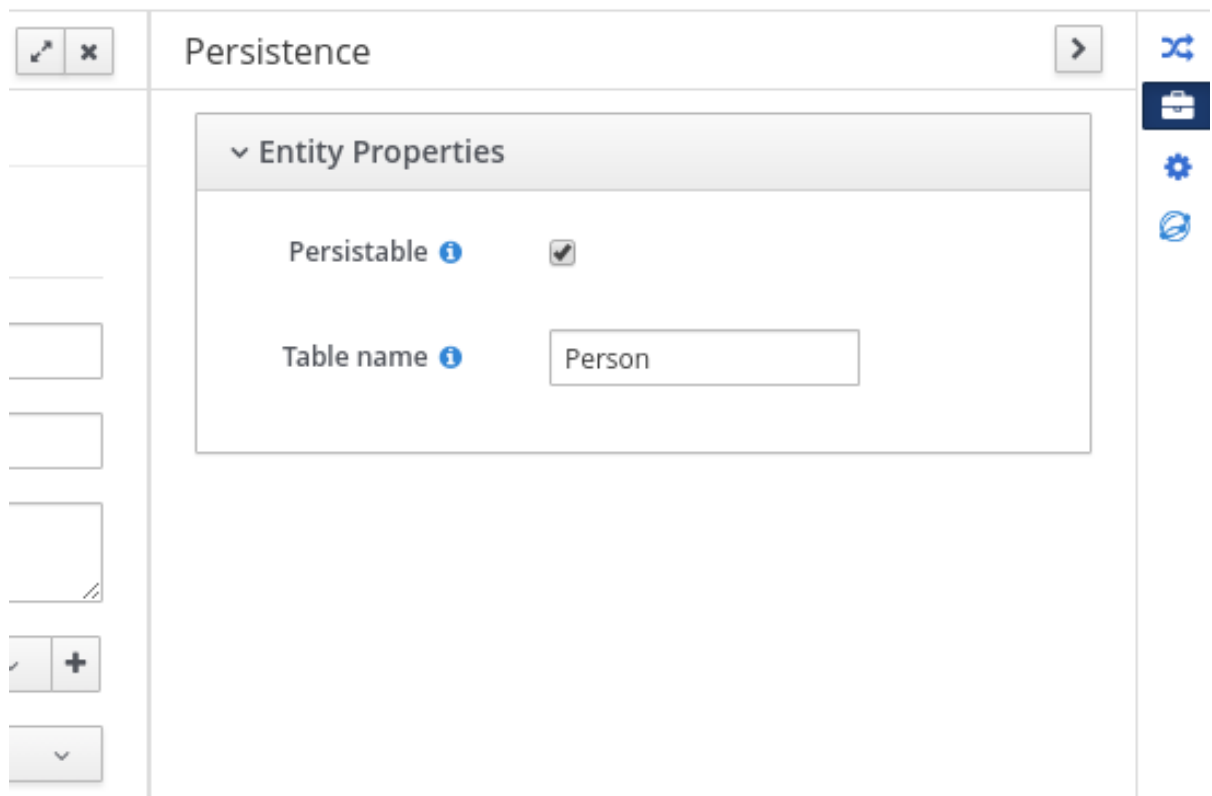 Persistence
Entity Properties
Persistable
Table name
Person